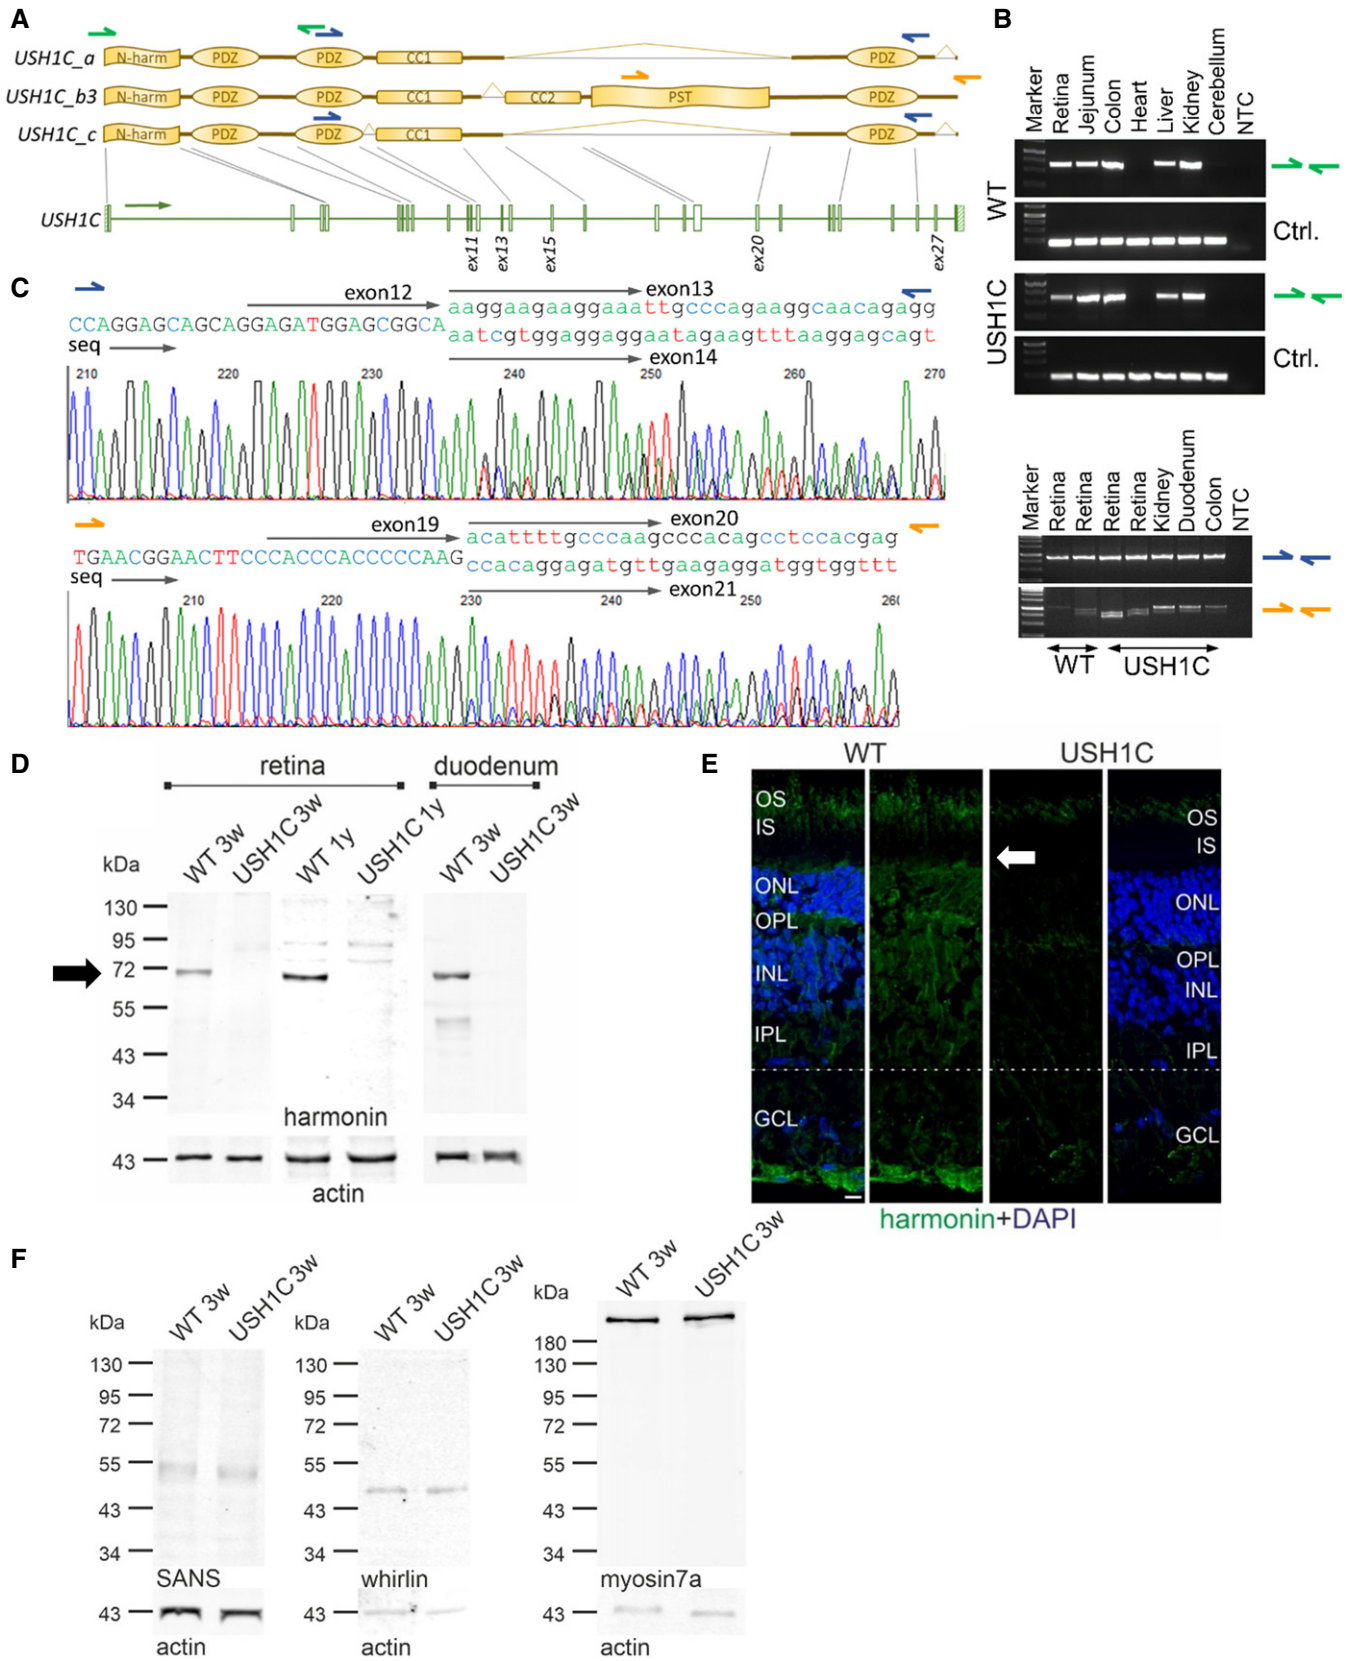 A
USH1C_a N-harm PDZ PDZ CC1 PDZ
USH1C_b3 N-harm PDZ PDZ CC1 CC2 PST PDZ
USH1C_c N-harm PDZ PDZ CC1 PDZ
USH1C
ex11 ex13 ex15 ex20 ex27
B
Marker Retina Jejunum Colon Heart Liver Kidney Cerebellum NTC
WT
Ctrl.
USH1C
Ctrl.
Marker Retina Retina Retina Retina Kidney Duodenum Colon NTC
WT USH1C
C
exon12 exon13
aaggaagaaggaaattgcccagaaggcaacagagg
CCAGGAGCAGCAGGAGATGGAGCGGCA
aatcgtggaggaggaatagaagtttaaggagcagt
seq exon14
210 220 230 240 250 260 270
exon19 exon20
acattttgcccaagcccacagcctccacgag
TGAACGGAACTTCCCACCCACCCCCAAG
ccacaggagatgttgaagaggatggtggttt
seq exon21
210 220 230 240 250 260
D
retina duodenum
WT 3w USH1C 3w WT 1y USH1C 1y WT 3w USH1C 3w
kDa
130
95
72
55
43
34
harmonin
43
actin
E
WT USH1C
OS OS
IS IS
ONL ONL
OPL OPL
INL INL
IPL IPL
GCL GCL
harmonin+DAPI
F
WT 3w USH1C 3w
kDa
130
95
72
55
43
34
SANS
43
actin
WT 3w USH1C 3w
kDa
130
95
72
55
43
34
whirlin
43
actin
WT 3w USH1C 3w
kDa
180
130
95
72
55
43
34
myosin7a
43
actin